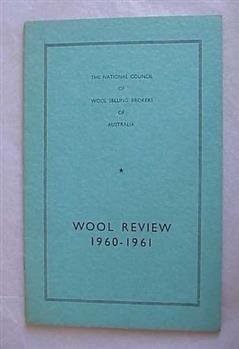 THE NATIONAL COUNCIL
OF
WOOL SELLING BROKERS
OF
AUSTRALIA
WOOL REVIEW
1960-1961